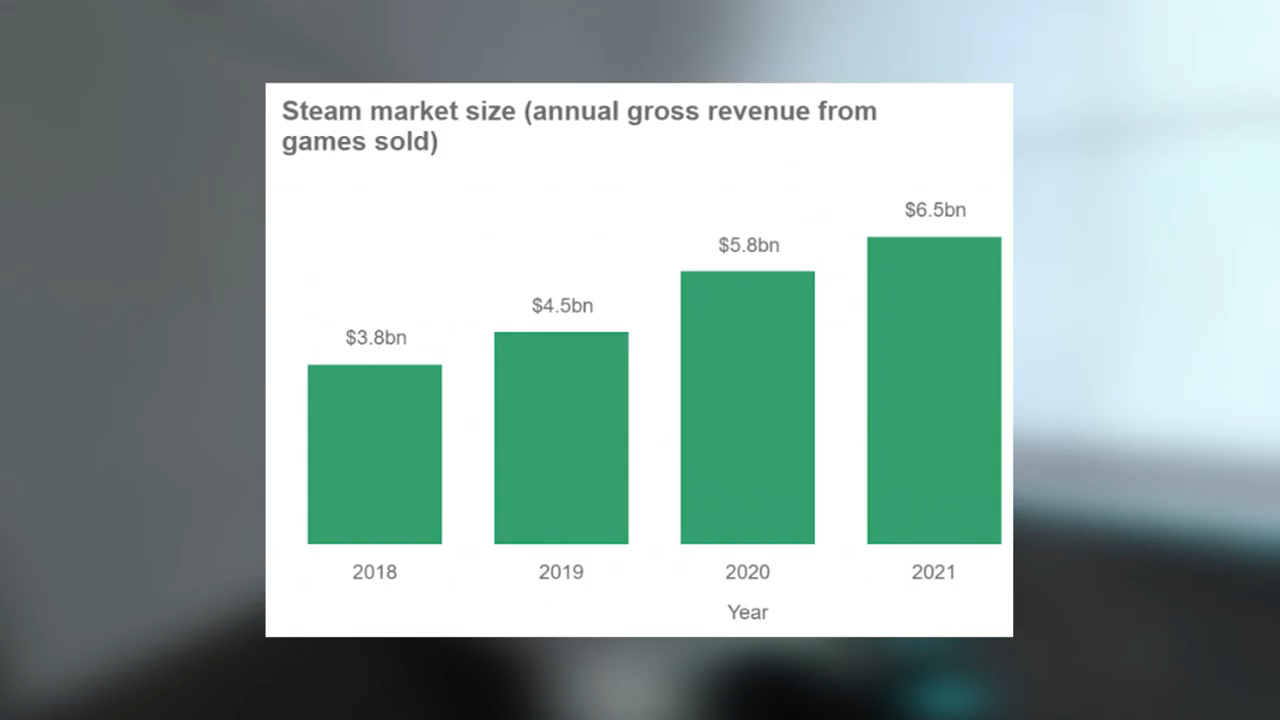 Steam market size (annual gross revenue from
games sold)
$6.5bn
$5.8bn
$4.5bn
$3.8bn
2018 2019 2020 2021
Year